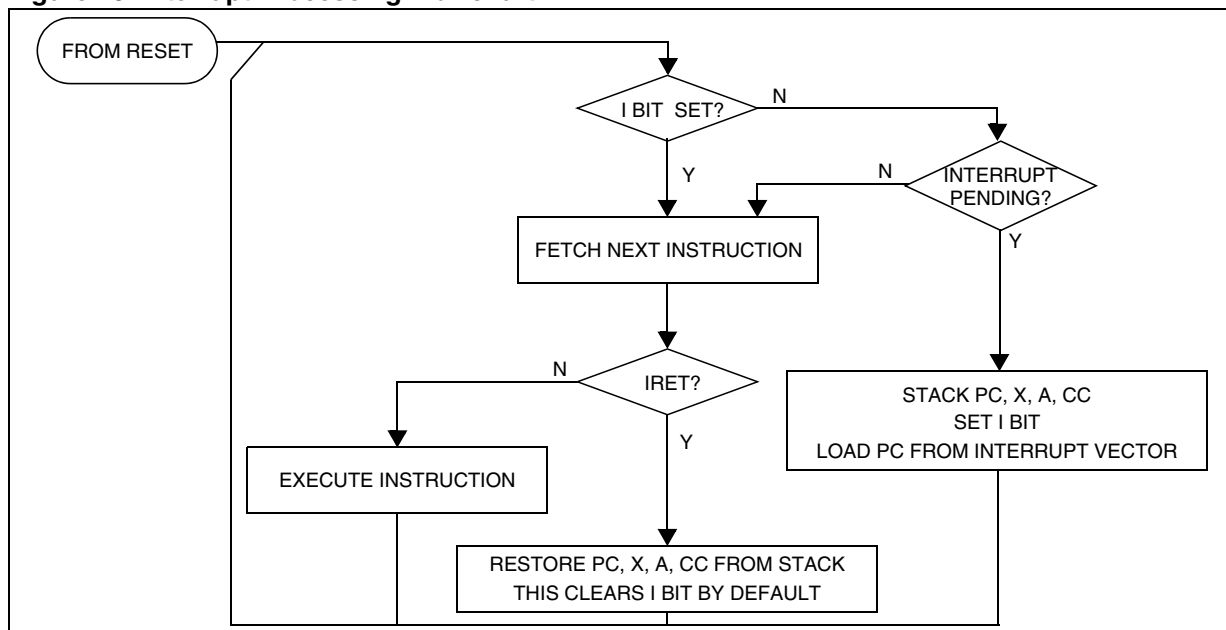 FROM RESET
I BIT SET?
N
Y
INTERRUPT
PENDING?
N
Y
FETCH NEXT INSTRUCTION
IRET?
N
Y
STACK PC, X, A, CC
SET I BIT
LOAD PC FROM INTERRUPT VECTOR
EXECUTE INSTRUCTION
RESTORE PC, X, A, CC FROM STACK
THIS CLEARS I BIT BY DEFAULT